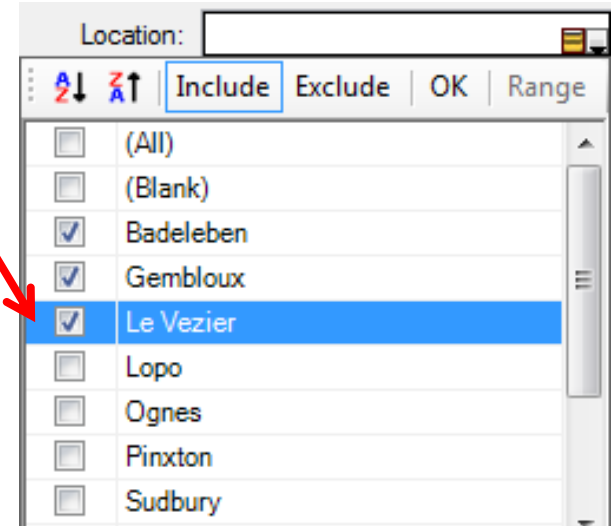 Location:
A Z Z A Include Exclude OK Range
(All)
(Blank)
Badeleben
Gembloux
Le Vezier
Lopo
Ognes
Pinxton
Sudbury